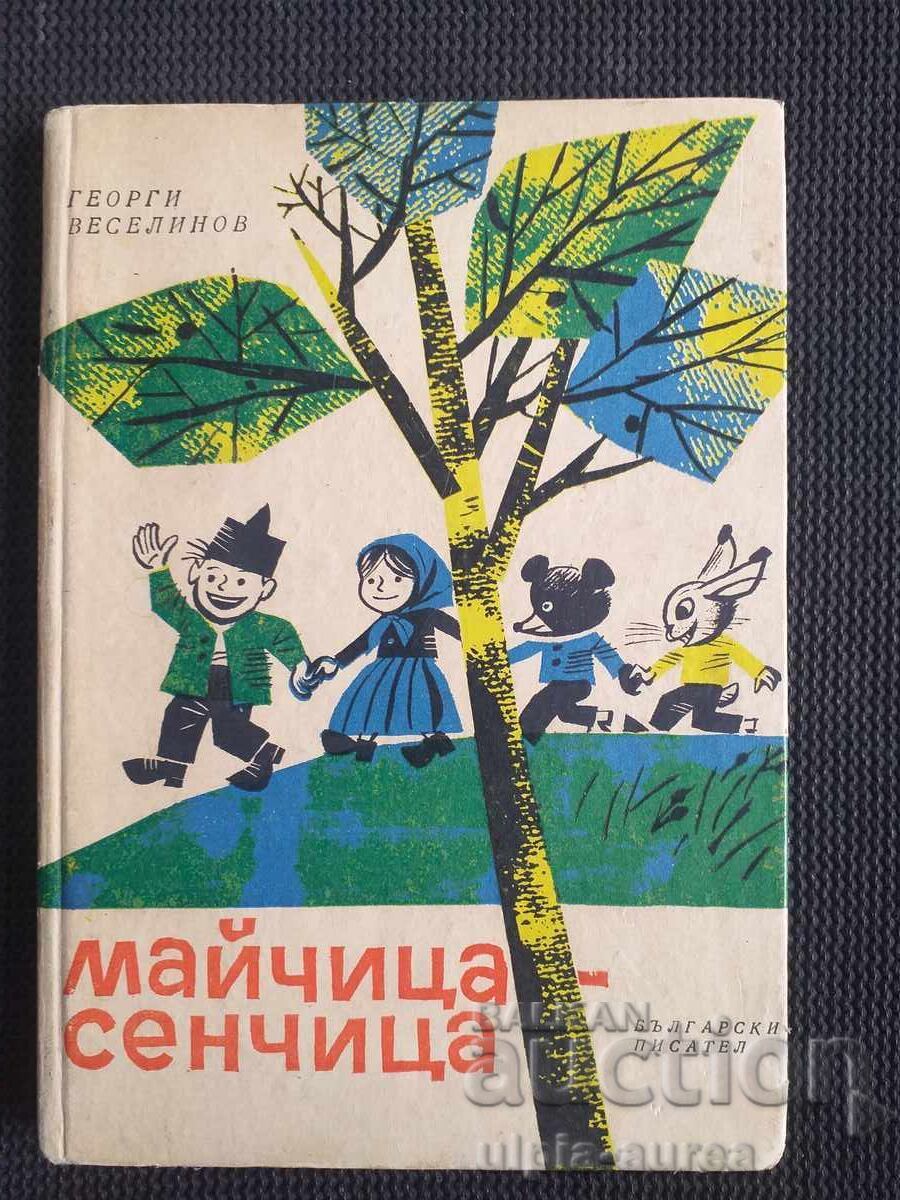 ГЕОРГИ
ВЕСЕЛИНОВ
майчица-
сенчица
БЪЛГАРСКИ
ПИСАТЕЛ
BALKAN
auction
ulpia-aurea